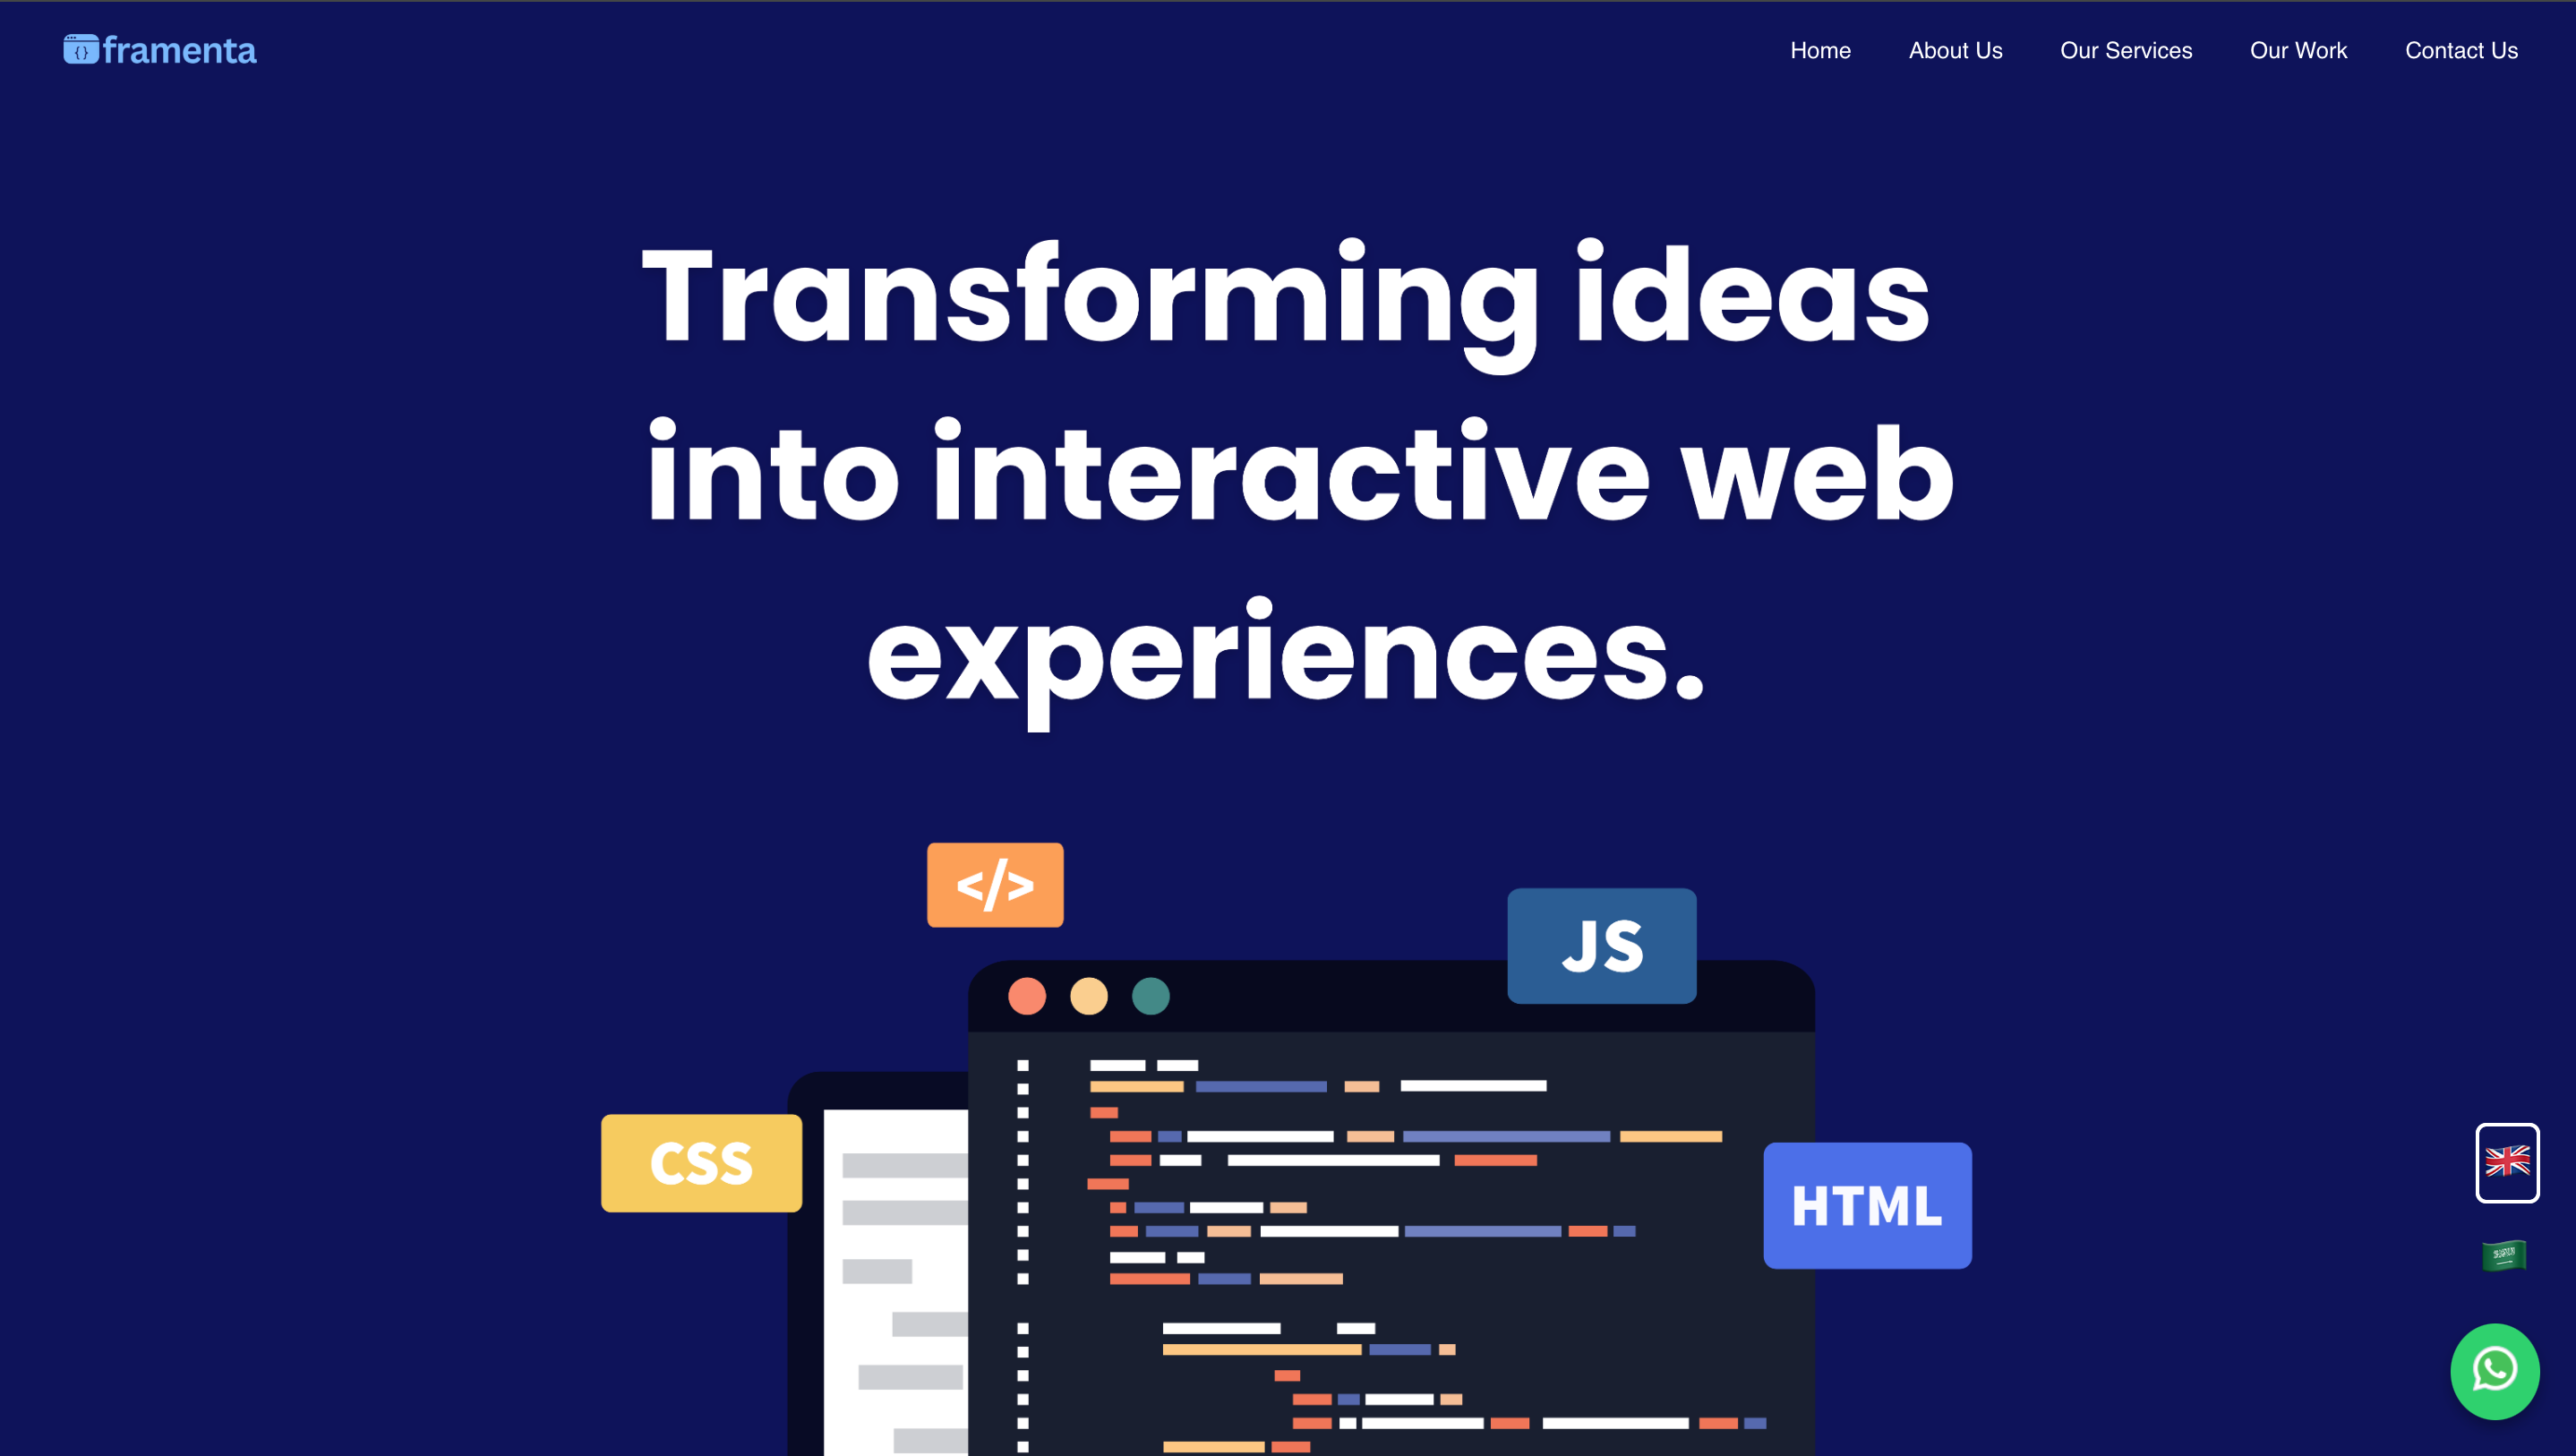 framenta
Home About Us Our Services Our Work Contact Us
Transforming ideas
into interactive web
experiences.
</>
JS
CSS
HTML